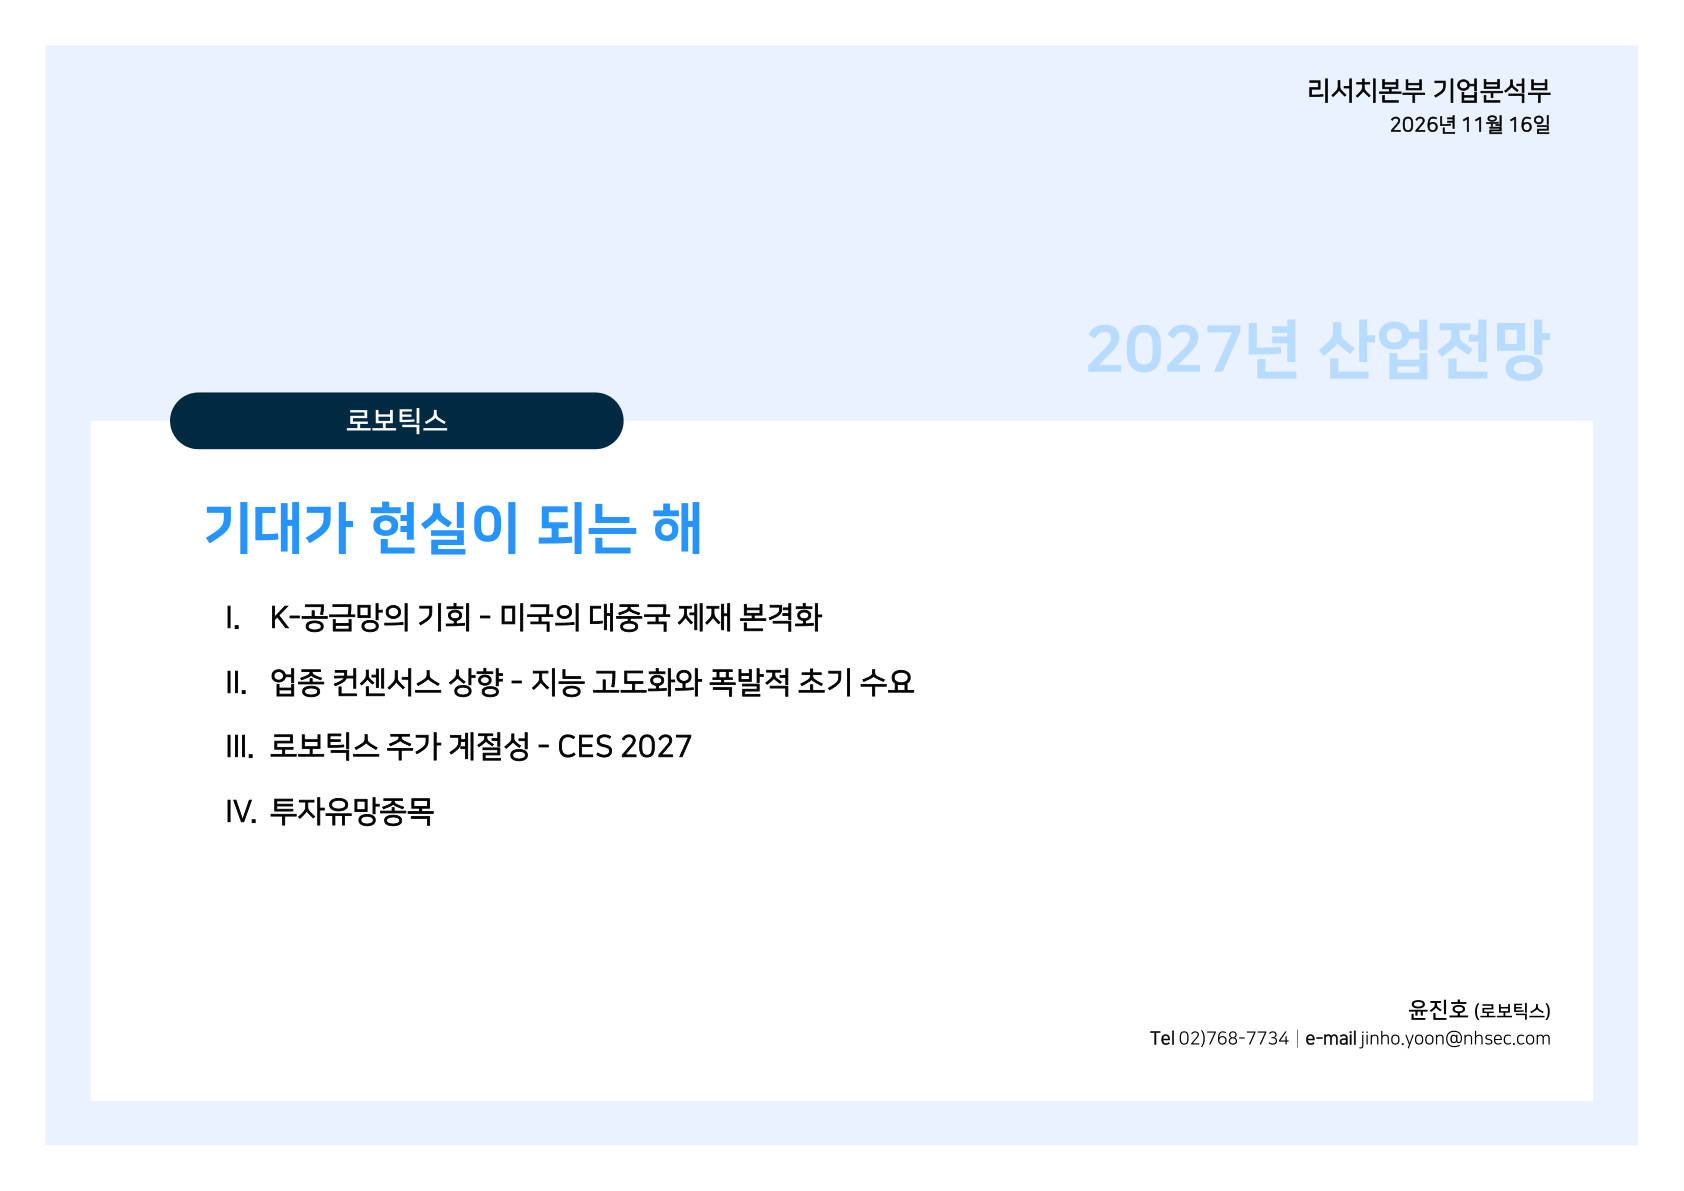 리서치본부 기업분석부
2026년 11월 16일
2027년 산업전망
로보틱스
기대가 현실이 되는 해
I. K-공급망의 기회 - 미국의 대중국 제재 본격화
II. 업종 컨센서스 상향 - 지능 고도화와 폭발적 초기 수요
III. 로보틱스 주가 계절성 - CES 2027
IV. 투자유망종목
윤진호 (로보틱스)
Tel 02)768-7734 | e-mail jinho.yoon@nhsec.com